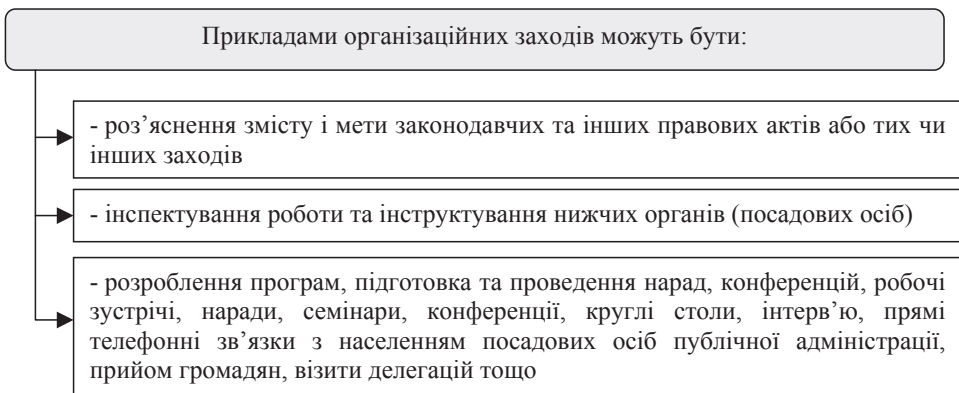 Прикладами організаційних заходів можуть бути:
- роз’яснення змісту і мети законодавчих та інших правових актів або тих чи
інших заходів
- інспектування роботи та інструктування нижчих органів (посадових осіб)
- розроблення програм, підготовка та проведення нарад, конференцій, робочі
зустрічі, наради, семінари, конференції, круглі столи, інтерв’ю, прямі
телефонні зв’язки з населенням посадових осіб публічної адміністрації,
прийом громадян, візити делегацій тощо